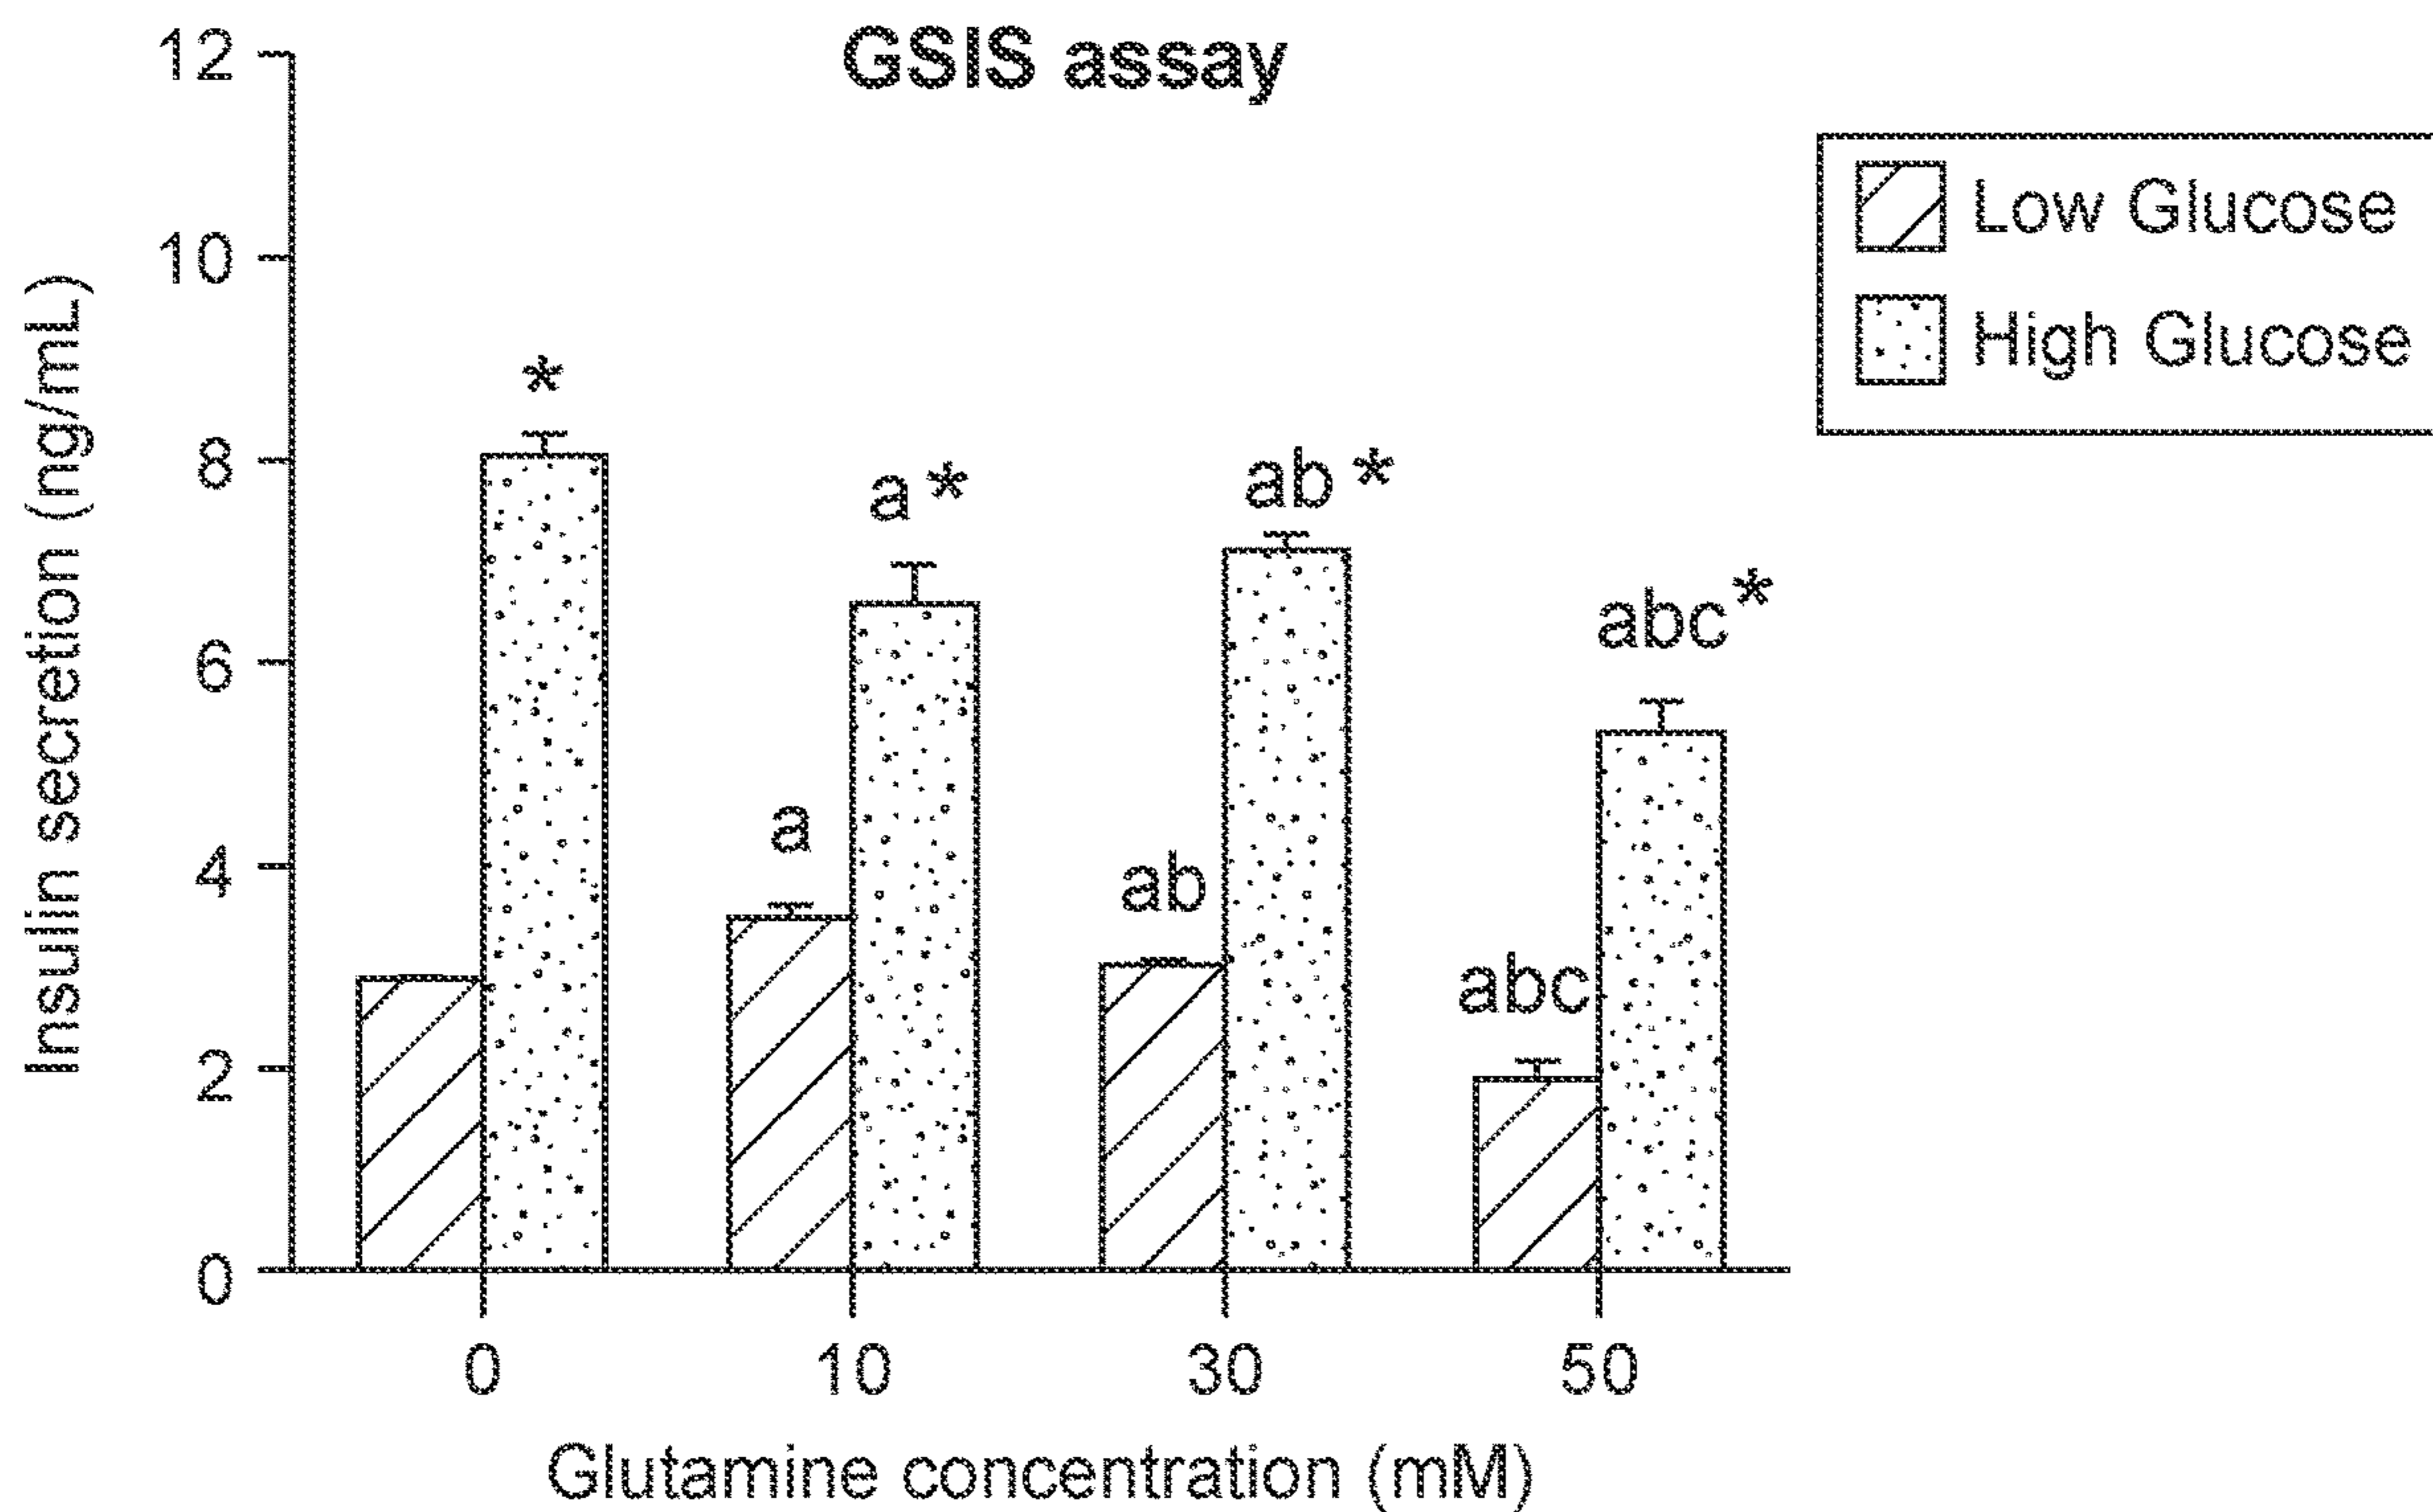 GSIS assay
Insulin secretion (ng/mL)
12
10
8
6
4
2
0
*
a *
ab *
abc *
a
ab
abc
0 10 30 50
Glutamine concentration (mM)
Low Glucose
High Glucose